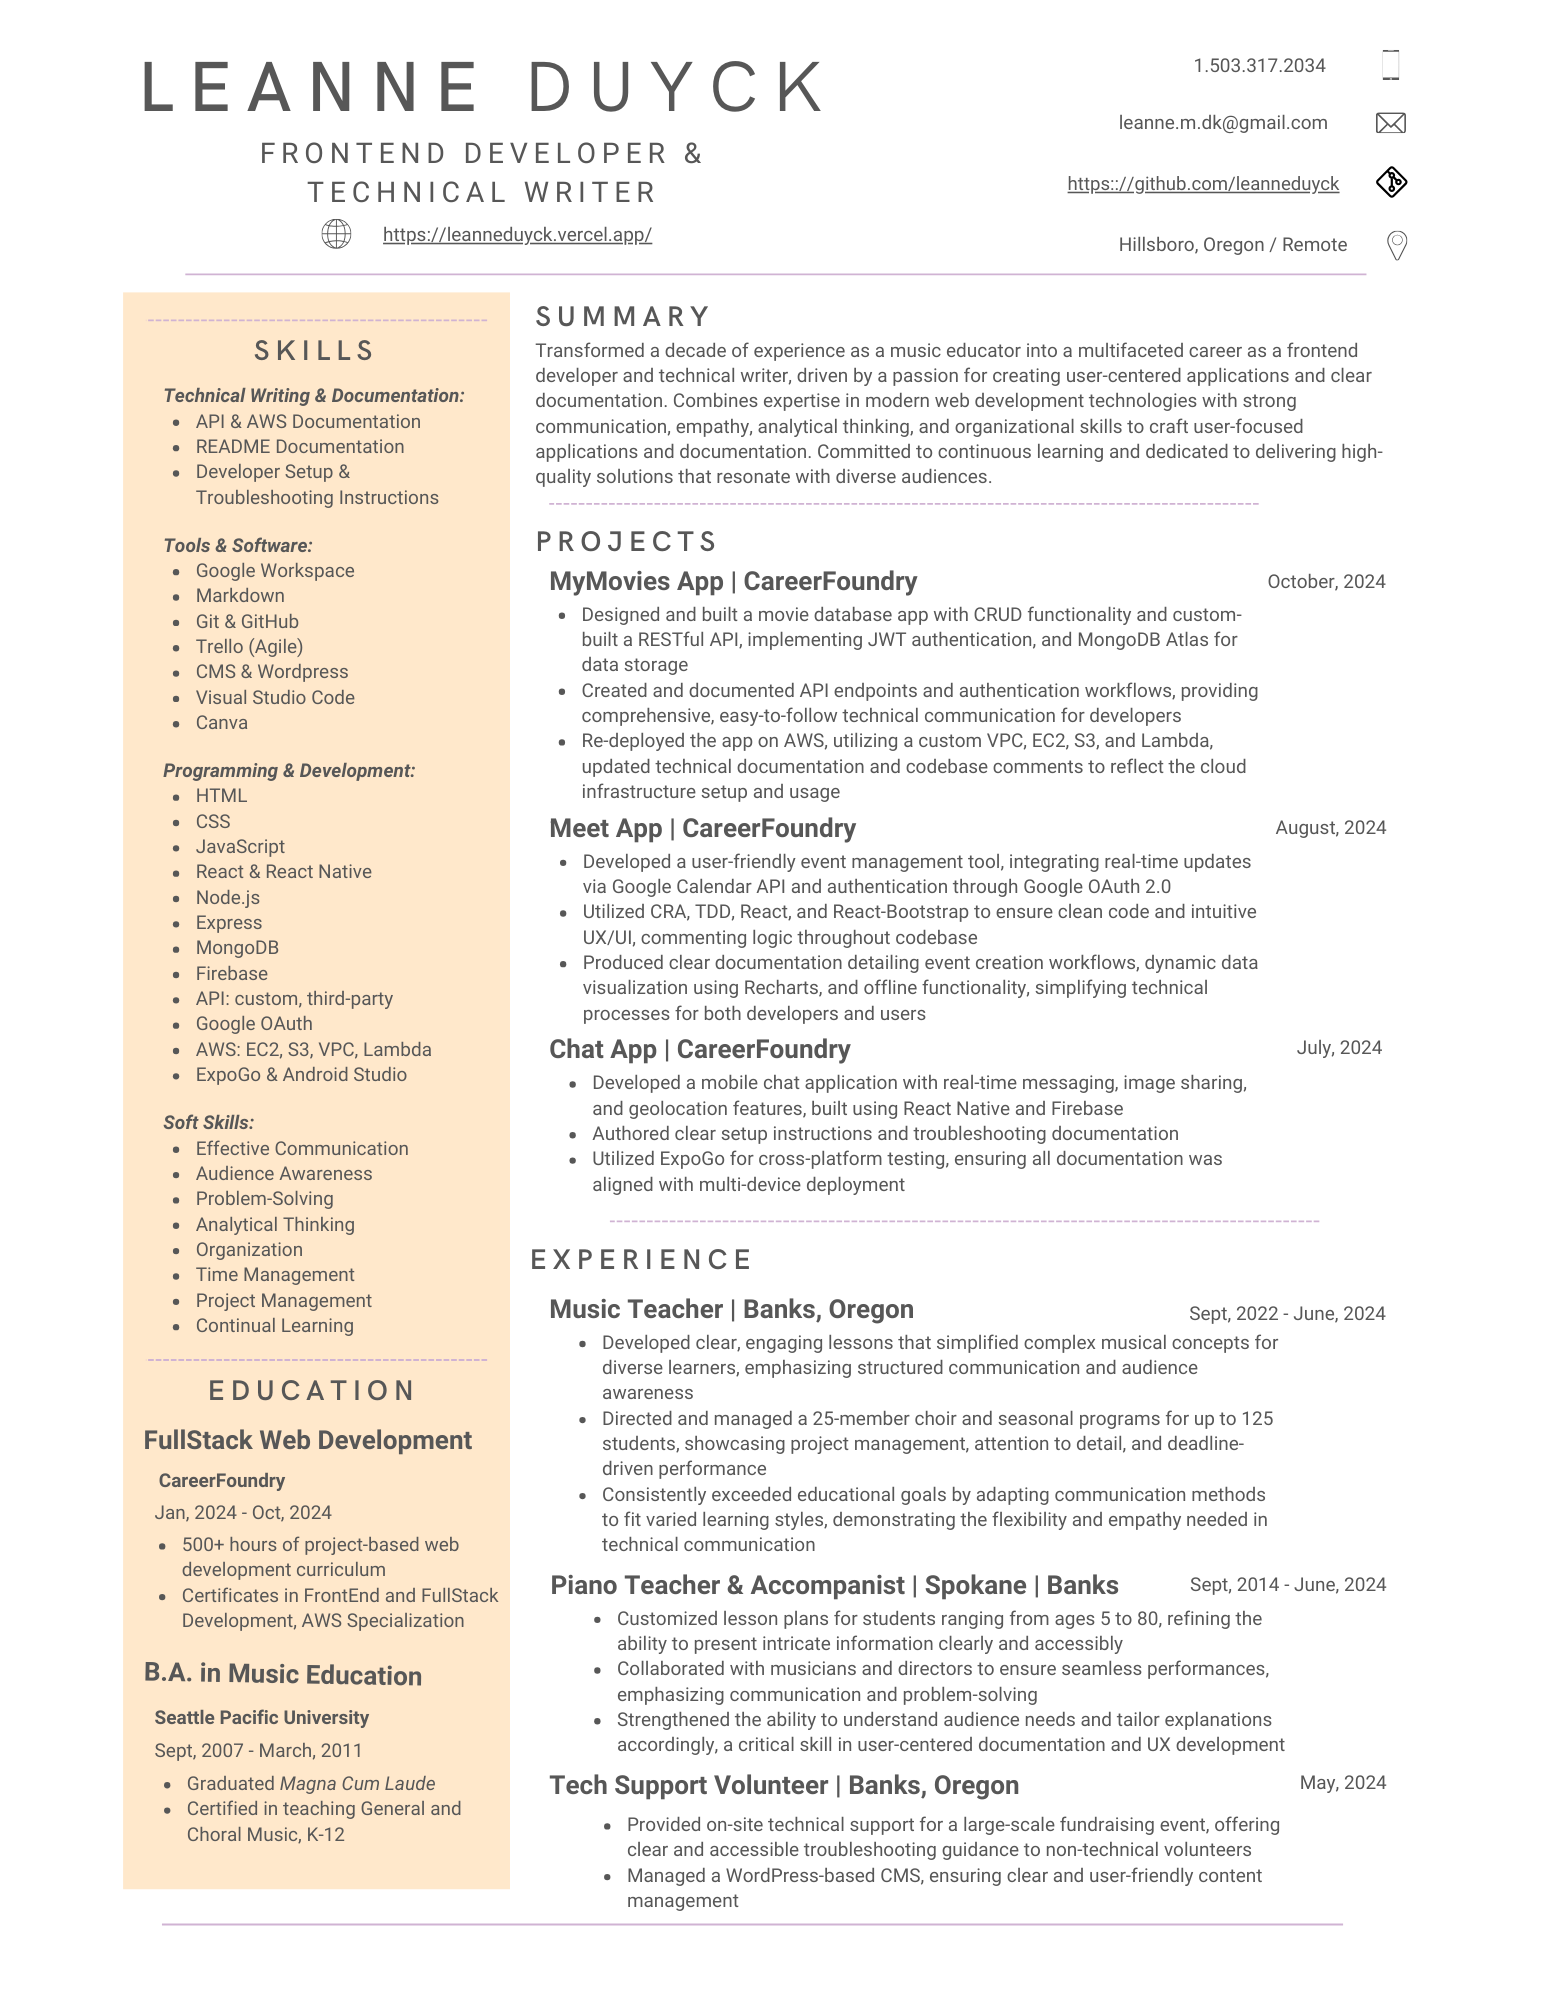 LEANNE DUYCK
FRONTEND DEVELOPER &
TECHNICAL WRITER
https://leanneduyck.vercel.app/
1.503.317.2034
leanne.m.dk@gmail.com
https:://github.com/leanneduyck
Hillsboro, Oregon / Remote
SKILLS
Technical Writing & Documentation:
API & AWS Documentation
README Documentation
Developer Setup &
Troubleshooting Instructions
Tools & Software:
Google Workspace
Markdown
Git & GitHub
Trello (Agile)
CMS & Wordpress
Visual Studio Code
Canva
Programming & Development:
HTML
CSS
JavaScript
React & React Native
Node.js
Express
MongoDB
Firebase
API: custom, third-party
Google OAuth
AWS: EC2, S3, VPC, Lambda
ExpoGo & Android Studio
Soft Skills:
Effective Communication
Audience Awareness
Problem-Solving
Analytical Thinking
Organization
Time Management
Project Management
Continual Learning
EDUCATION
FullStack Web Development
CareerFoundry
Jan, 2024 - Oct, 2024
500+ hours of project-based web
development curriculum
Certificates in FrontEnd and FullStack
Development, AWS Specialization
B.A. in Music Education
Seattle Pacific University
Sept, 2007 - March, 2011
Graduated Magna Cum Laude
Certified in teaching General and
Choral Music, K-12
SUMMARY
Transformed a decade of experience as a music educator into a multifaceted career as a frontend
developer and technical writer, driven by a passion for creating user-centered applications and clear
documentation. Combines expertise in modern web development technologies with strong
communication, empathy, analytical thinking, and organizational skills to craft user-focused
applications and documentation. Committed to continuous learning and dedicated to delivering high-
quality solutions that resonate with diverse audiences.
PROJECTS
MyMovies App | CareerFoundry October, 2024
Designed and built a movie database app with CRUD functionality and custom-
built a RESTful API, implementing JWT authentication, and MongoDB Atlas for
data storage
Created and documented API endpoints and authentication workflows, providing
comprehensive, easy-to-follow technical communication for developers
Re-deployed the app on AWS, utilizing a custom VPC, EC2, S3, and Lambda,
updated technical documentation and codebase comments to reflect the cloud
infrastructure setup and usage
Meet App | CareerFoundry August, 2024
Developed a user-friendly event management tool, integrating real-time updates
via Google Calendar API and authentication through Google OAuth 2.0
Utilized CRA, TDD, React, and React-Bootstrap to ensure clean code and intuitive
UX/UI, commenting logic throughout codebase
Produced clear documentation detailing event creation workflows, dynamic data
visualization using Recharts, and offline functionality, simplifying technical
processes for both developers and users
Chat App | CareerFoundry July, 2024
Developed a mobile chat application with real-time messaging, image sharing,
and geolocation features, built using React Native and Firebase
Authored clear setup instructions and troubleshooting documentation
Utilized ExpoGo for cross-platform testing, ensuring all documentation was
aligned with multi-device deployment
EXPERIENCE
Music Teacher | Banks, Oregon Sept, 2022 - June, 2024
Developed clear, engaging lessons that simplified complex musical concepts for
diverse learners, emphasizing structured communication and audience
awareness
Directed and managed a 25-member choir and seasonal programs for up to 125
students, showcasing project management, attention to detail, and deadline-
driven performance
Consistently exceeded educational goals by adapting communication methods
to fit varied learning styles, demonstrating the flexibility and empathy needed in
technical communication
Piano Teacher & Accompanist | Spokane | Banks Sept, 2014 - June, 2024
Customized lesson plans for students ranging from ages 5 to 80, refining the
ability to present intricate information clearly and accessibly
Collaborated with musicians and directors to ensure seamless performances,
emphasizing communication and problem-solving
Strengthened the ability to understand audience needs and tailor explanations
accordingly, a critical skill in user-centered documentation and UX development
Tech Support Volunteer | Banks, Oregon May, 2024
Provided on-site technical support for a large-scale fundraising event, offering
clear and accessible troubleshooting guidance to non-technical volunteers
Managed a WordPress-based CMS, ensuring clear and user-friendly content
management